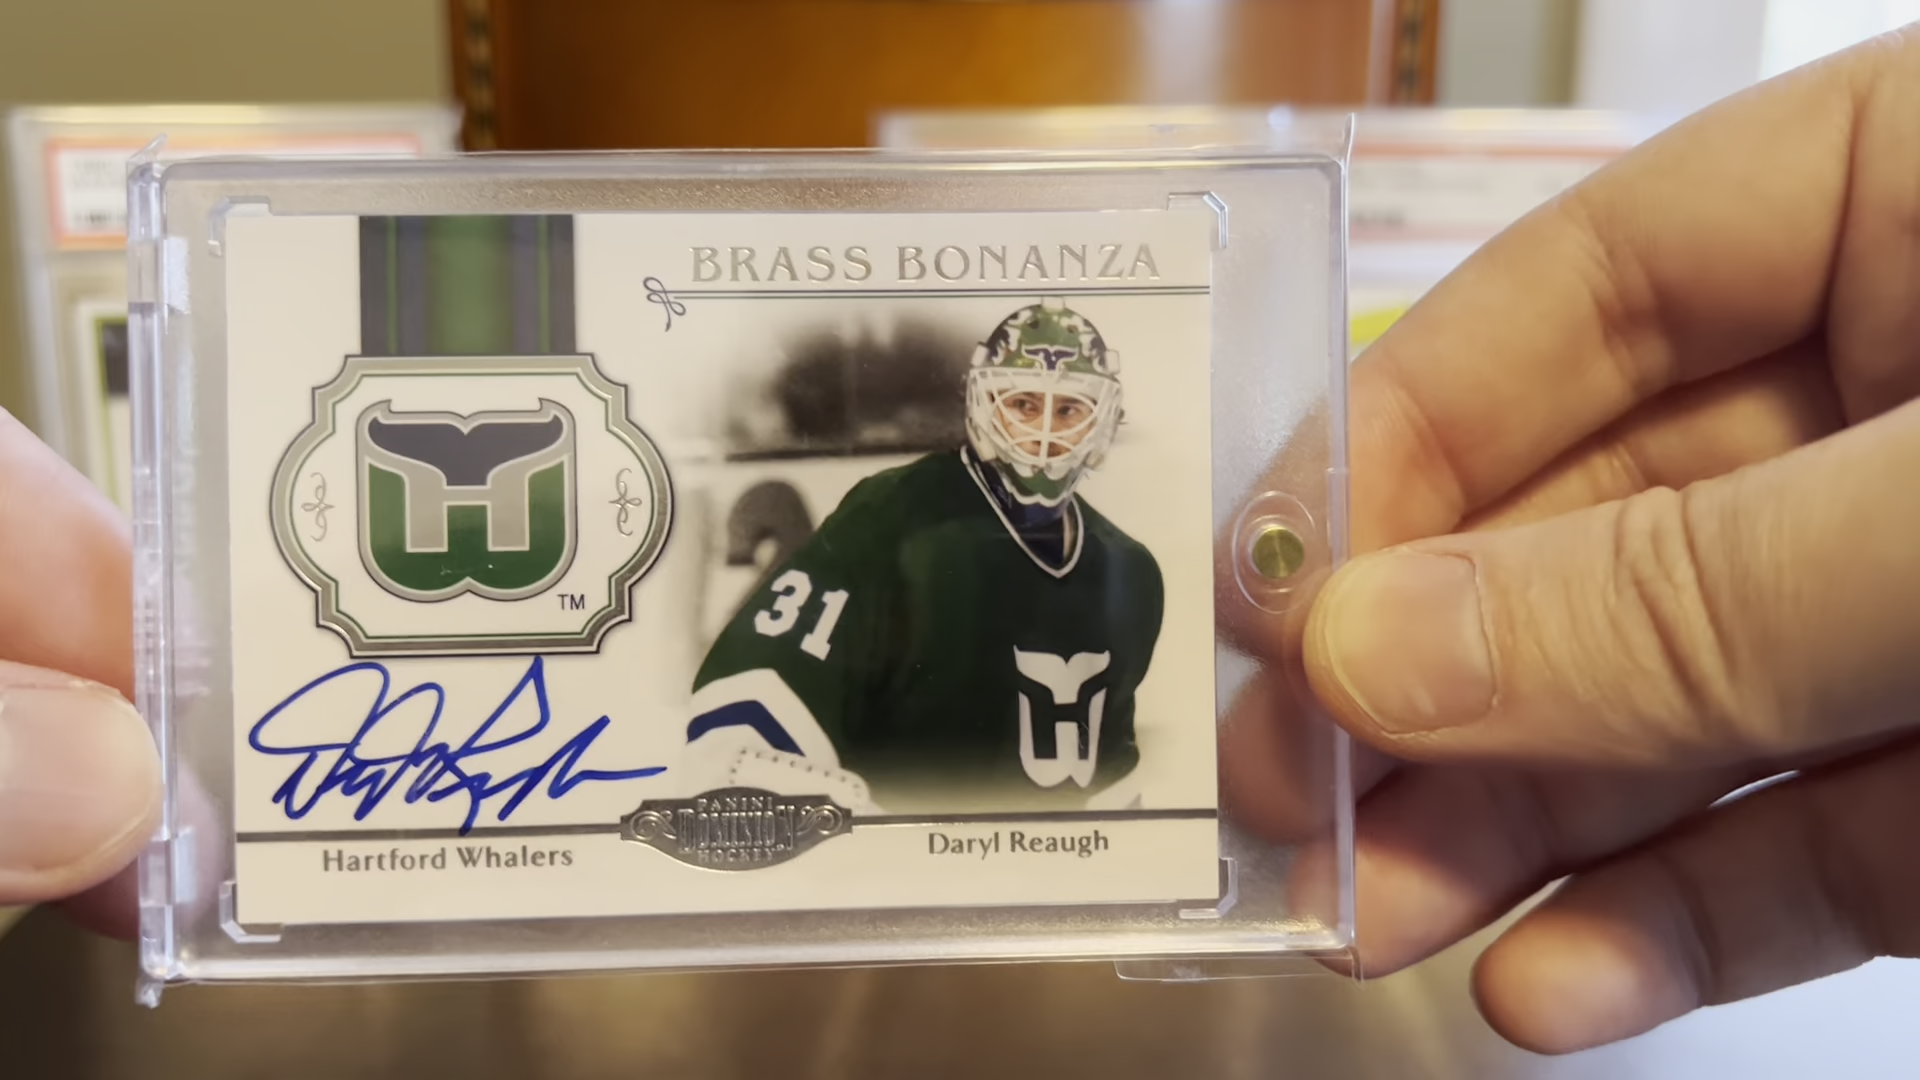 BRASS BONANZA
TM
31
PANINI
DOMINION
HOCKEY
Hartford Whalers
Daryl Reaugh